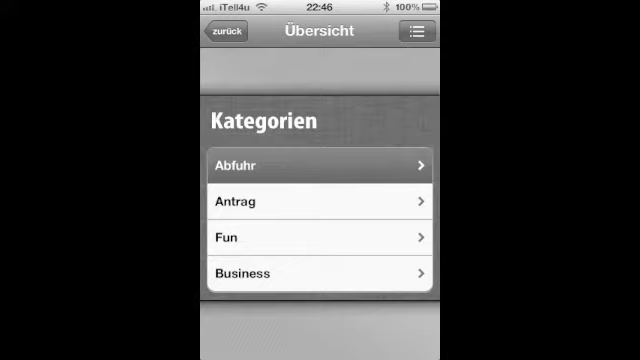 iTell4u 22:46 100%
zurück Übersicht
Kategorien
Abfuhr
Antrag
Fun
Business